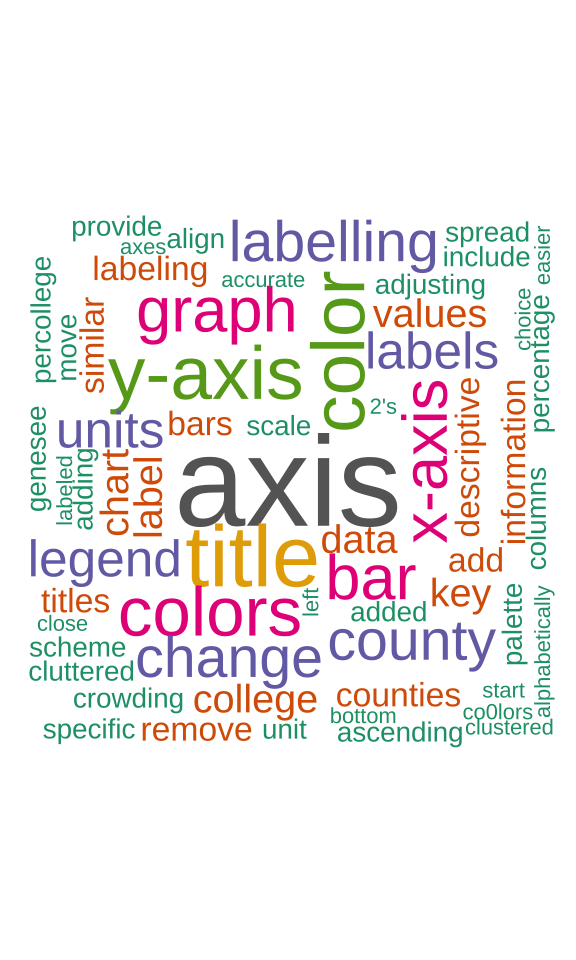 provide
axes
align
labelling
spread
include
easier
labeling
accurate
adjusting
percollege
move
similar
graph
color
values
choice
percentage
y-axis
labels
2's
x-axis
descriptive
information
genesee
units
bars
scale
labeled
adding
chart
label
axis
columns
legend
title
data
add
bar
key
titles
colors
left
added
palette
alphabetically
close
scheme
cluttered
change
county
crowding
college
counties
start
co0lors
bottom
specific
remove
unit
ascending
clustered